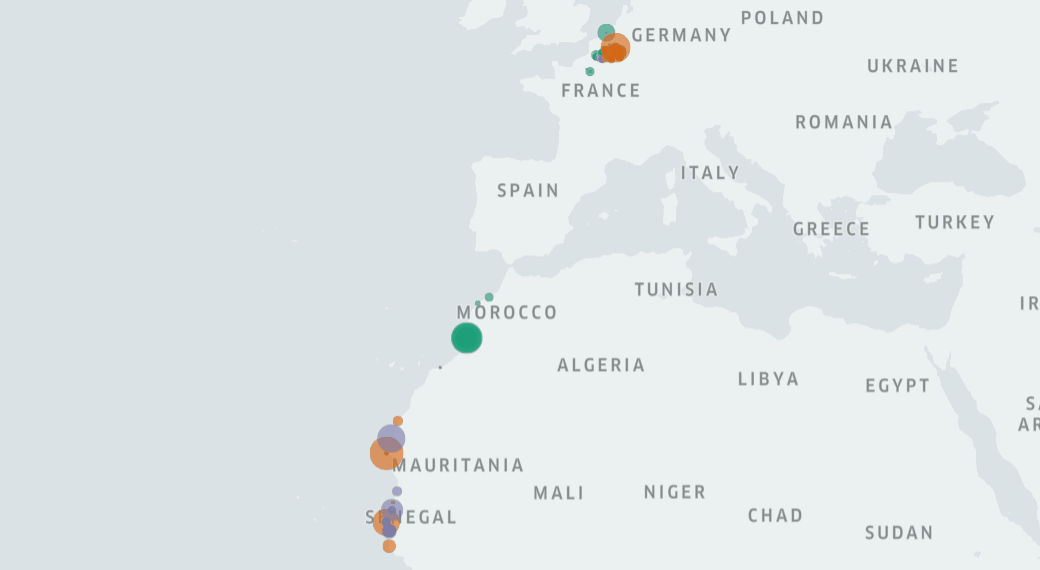 POLAND
GERMANY
UKRAINE
FRANCE
ROMANIA
ITALY
SPAIN
TURKEY
GREECE
TUNISIA
IR
MOROCCO
ALGERIA
LIBYA
EGYPT
SA
AR
MAURITANIA
MALI
NIGER
CHAD
SENEGAL
SUDAN